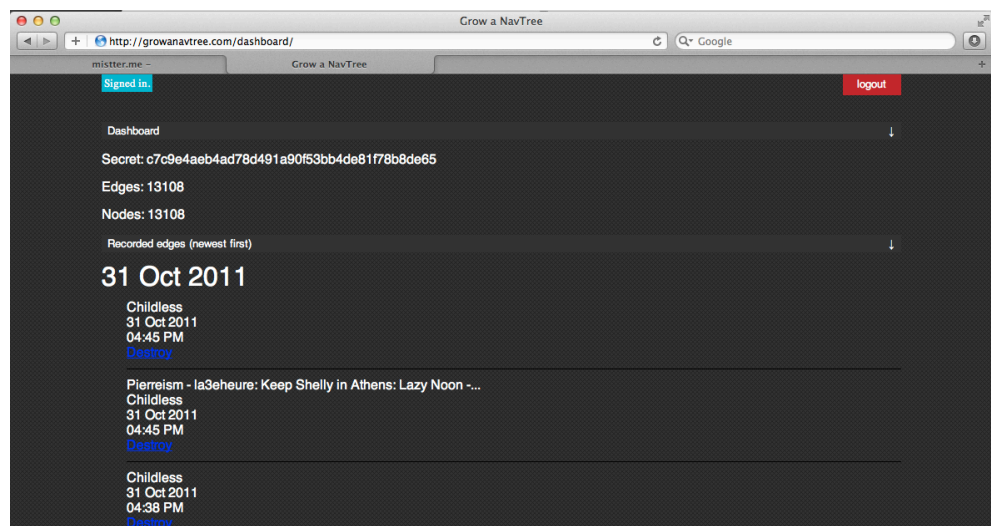 Grow a NavTree
http://growanavtree.com/dashboard/
Google
mistter.me –
Grow a NavTree
Signed in.
logout
Dashboard ↓
Secret: c7c9e4aeb4ad78d491a90f53bb4de81f78b8de65
Edges: 13108
Nodes: 13108
Recorded edges (newest first) ↓
31 Oct 2011
Childless
31 Oct 2011
04:45 PM
Destroy
Pierreism - la3eheure: Keep Shelly in Athens: Lazy Noon -...
Childless
31 Oct 2011
04:45 PM
Destroy
Childless
31 Oct 2011
04:38 PM
Destroy